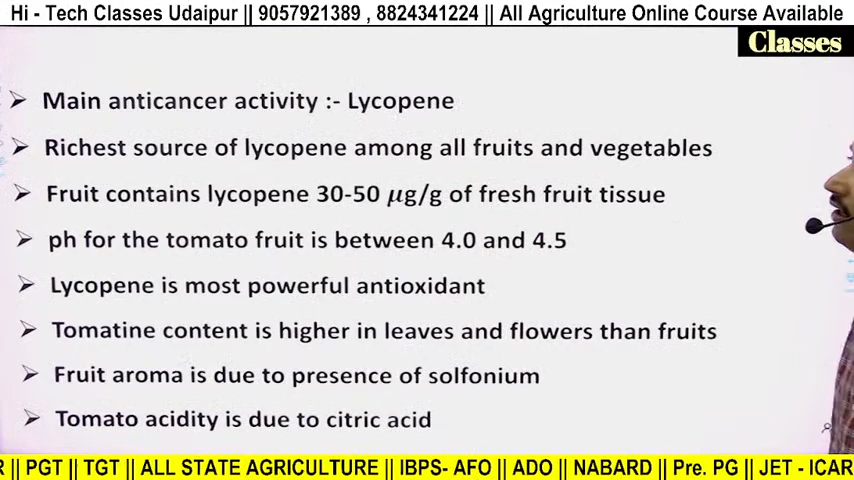 Hi - Tech Classes Udaipur || 9057921389 , 8824341224 || All Agriculture Online Course Available
Classes
Main anticancer activity :- Lycopene
Richest source of lycopene among all fruits and vegetables
Fruit contains lycopene 30-50 μg/g of fresh fruit tissue
ph for the tomato fruit is between 4.0 and 4.5
Lycopene is most powerful antioxidant
Tomatine content is higher in leaves and flowers than fruits
Fruit aroma is due to presence of solfonium
Tomato acidity is due to citric acid
R || PGT || TGT || ALL STATE AGRICULTURE || IBPS- AFO || ADO || NABARD || Pre. PG || JET - ICAR